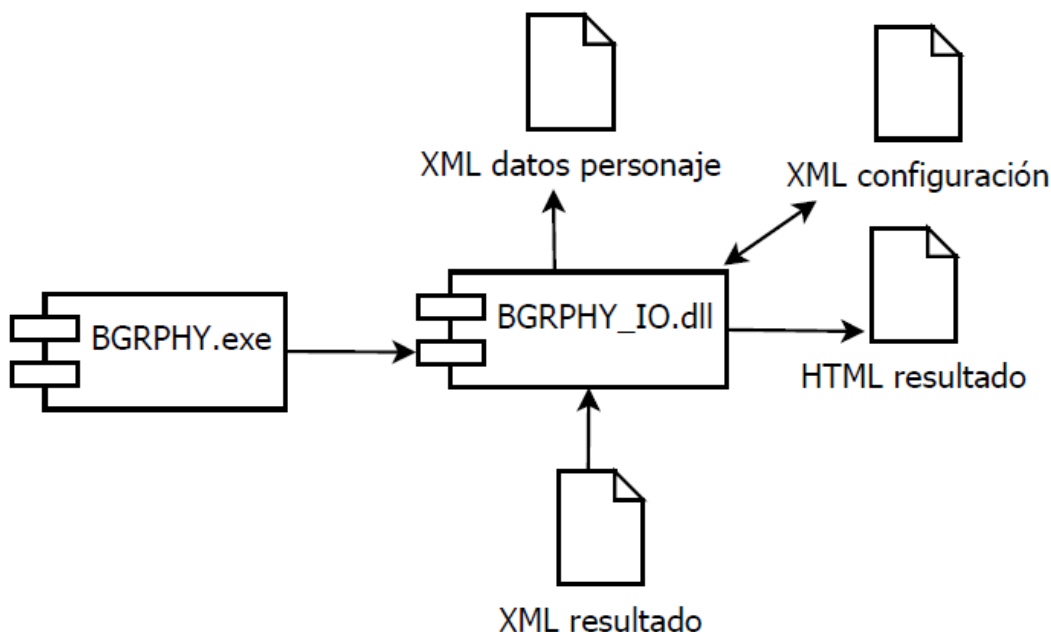 XML datos personaje
XML configuración
BGRPHY.exe
BGRPHY_IO.dll
HTML resultado
XML resultado